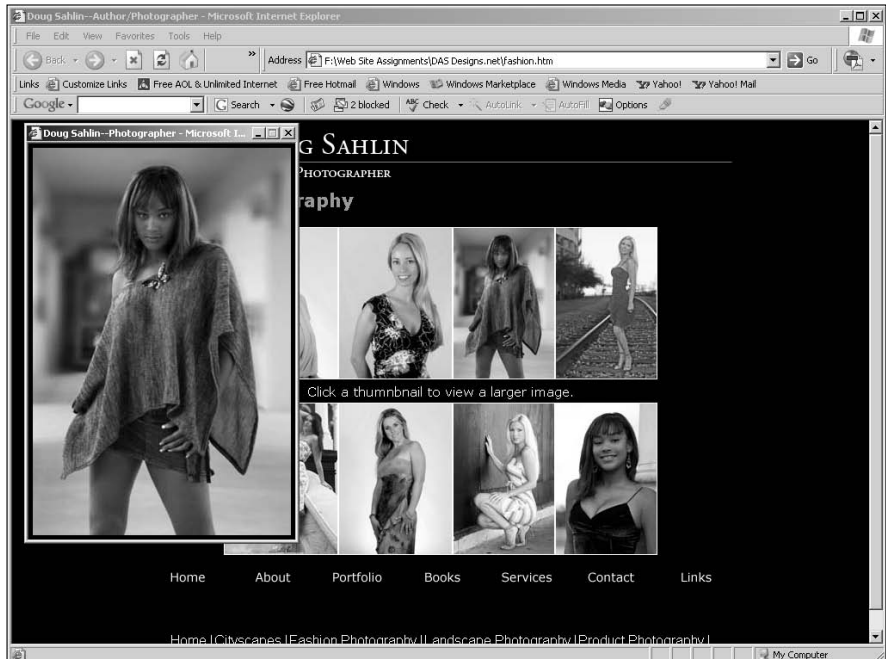 Doug Sahlin--Author/Photographer - Microsoft Internet Explorer
File Edit View Favorites Tools Help
Back » Address F:\Web Site Assignments\DAS Designs.net\fashion.htm Go
Links Customize Links Free AOL & Unlimited Internet Free Hotmail Windows Windows Marketplace Windows Media Yahoo! Yahoo! Mail
Google Search 2 blocked ABC Check AutoLink AutoFill Options
Doug Sahlin--Photographer - Microsoft I...
G SAHLIN
PHOTOGRAPHER
raphy
Click a thumnbnail to view a larger image.
Home About Portfolio Books Services Contact Links
Home | Cityscapes | Fashion Photography | Landscape Photography | Product Photography |
My Computer